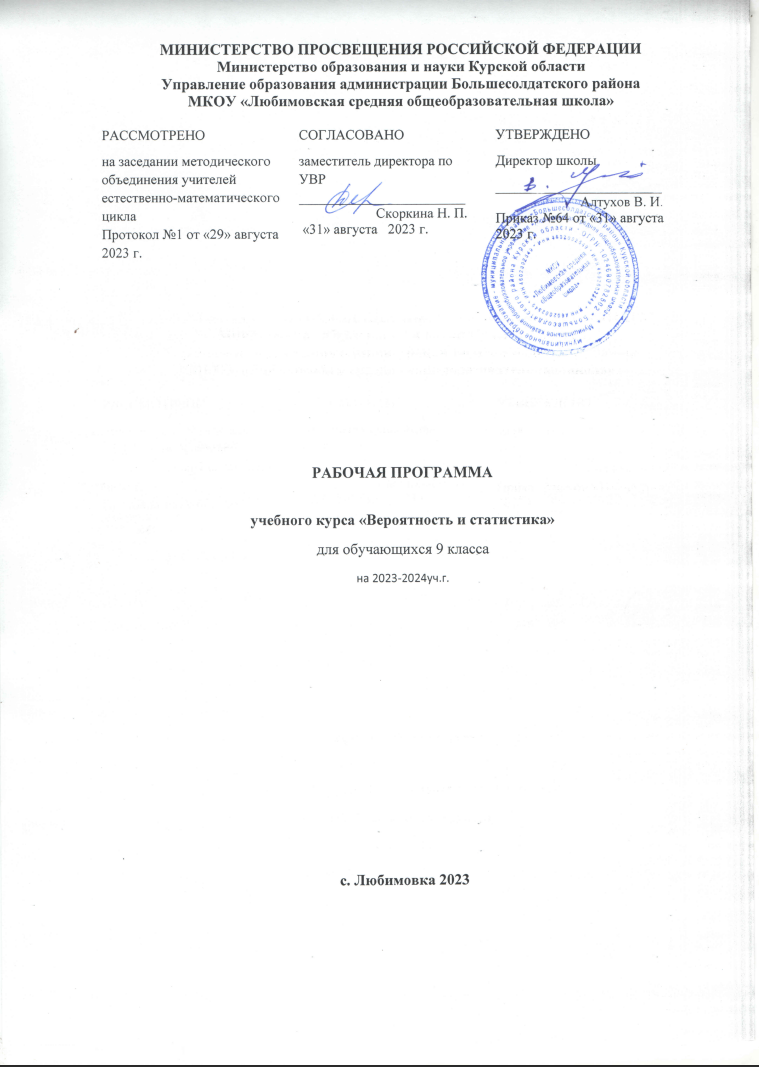 МИНИСТЕРСТВО ПРОСВЕЩЕНИЯ РОССИЙСКОЙ ФЕДЕРАЦИИ
Министерство образования и науки Курской области
Управление образования администрации Большесолдатского района
МКОУ «Любимовская средняя общеобразовательная школа»
РАССМОТРЕНО
на заседании методического
объединения учителей
естественно-математического
цикла
Протокол №1 от «29» августа
2023 г.
СОГЛАСОВАНО
заместитель директора по
УВР
Скоркина Н. П.
«31» августа 2023 г.
УТВЕРЖДЕНО
Директор школы
Алтухов В. И.
Приказ №64 от «31» августа
2023 г.
РАБОЧАЯ ПРОГРАММА
учебного курса «Вероятность и статистика»
для обучающихся 9 класса
на 2023-2024уч.г.
с. Любимовка 2023